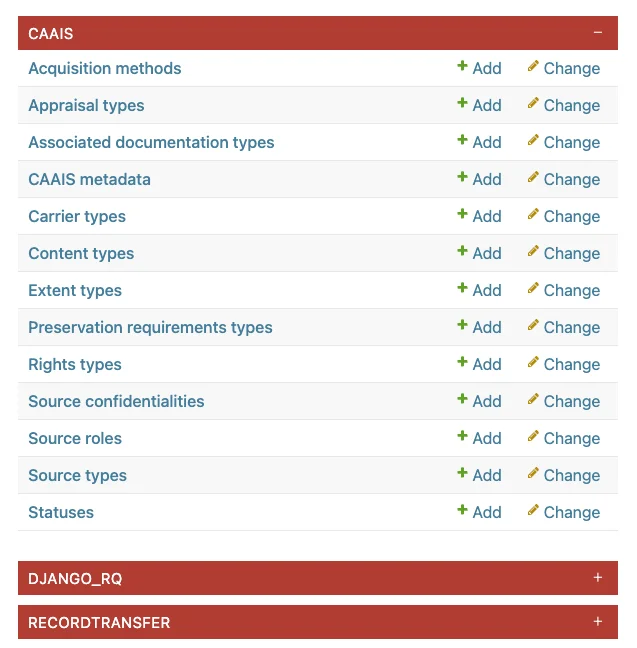 CAAIS −
Acquisition methods + Add Change
Appraisal types + Add Change
Associated documentation types + Add Change
CAAIS metadata + Add Change
Carrier types + Add Change
Content types + Add Change
Extent types + Add Change
Preservation requirements types + Add Change
Rights types + Add Change
Source confidentialities + Add Change
Source roles + Add Change
Source types + Add Change
Statuses + Add Change
DJANGO_RQ +
RECORDTRANSFER +